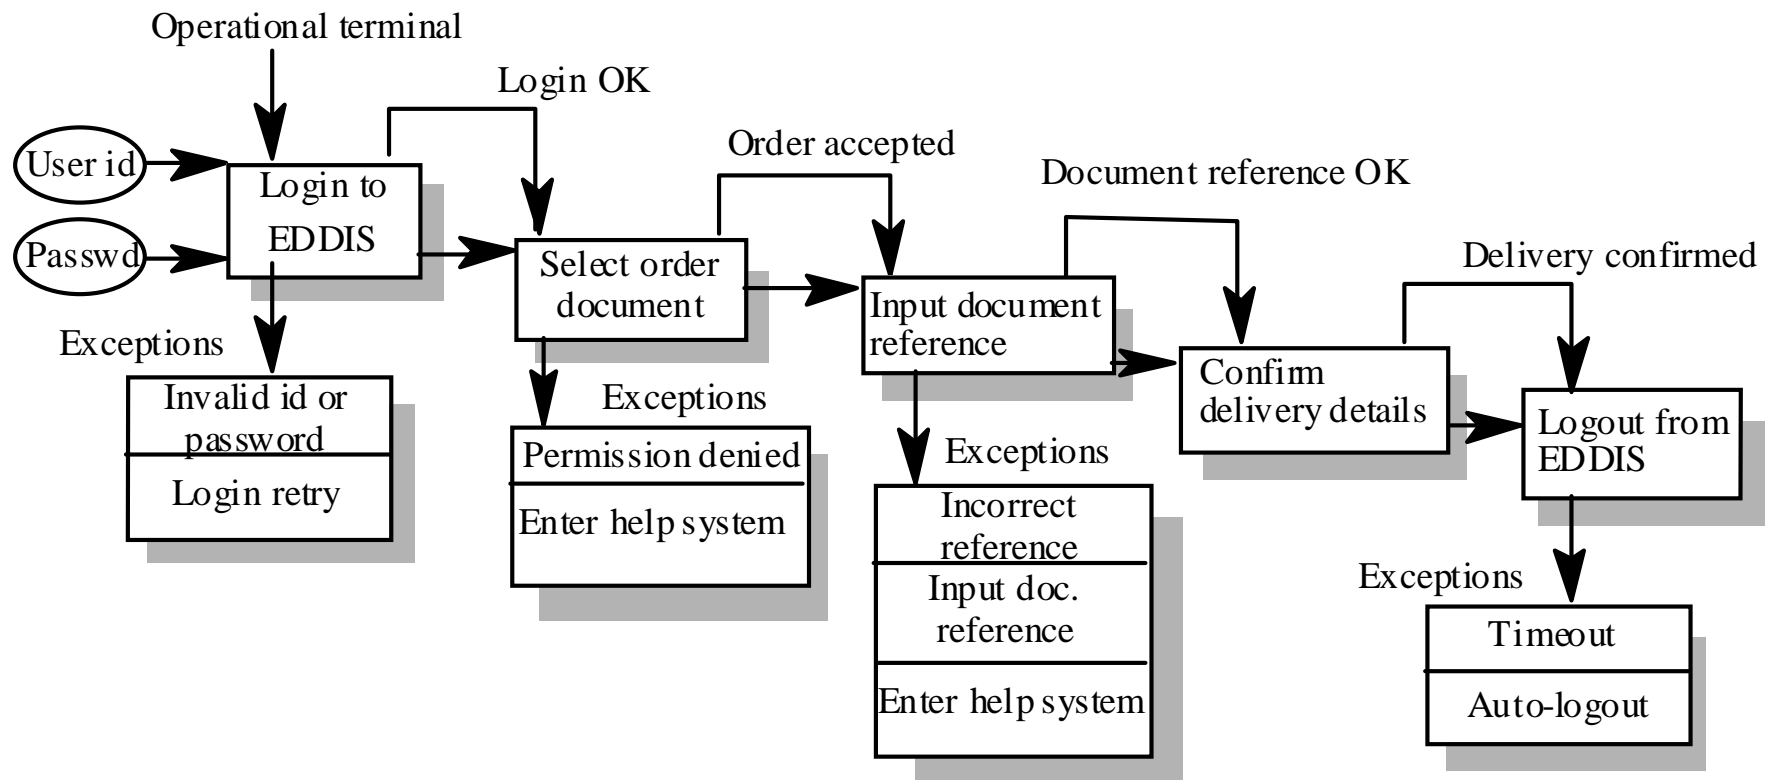 Operational terminal
Login OK
Order accepted
User id
Login to
EDDIS
Document reference OK
Passwd
Select order
document
Delivery confirmed
Input document
reference
Exceptions
Confirm
delivery details
Invalid id or
password
Login retry
Exceptions
Permission denied
Enter help system
Logout from
EDDIS
Exceptions
Incorrect
reference
Input doc.
reference
Enter help system
Exceptions
Timeout
Auto-logout